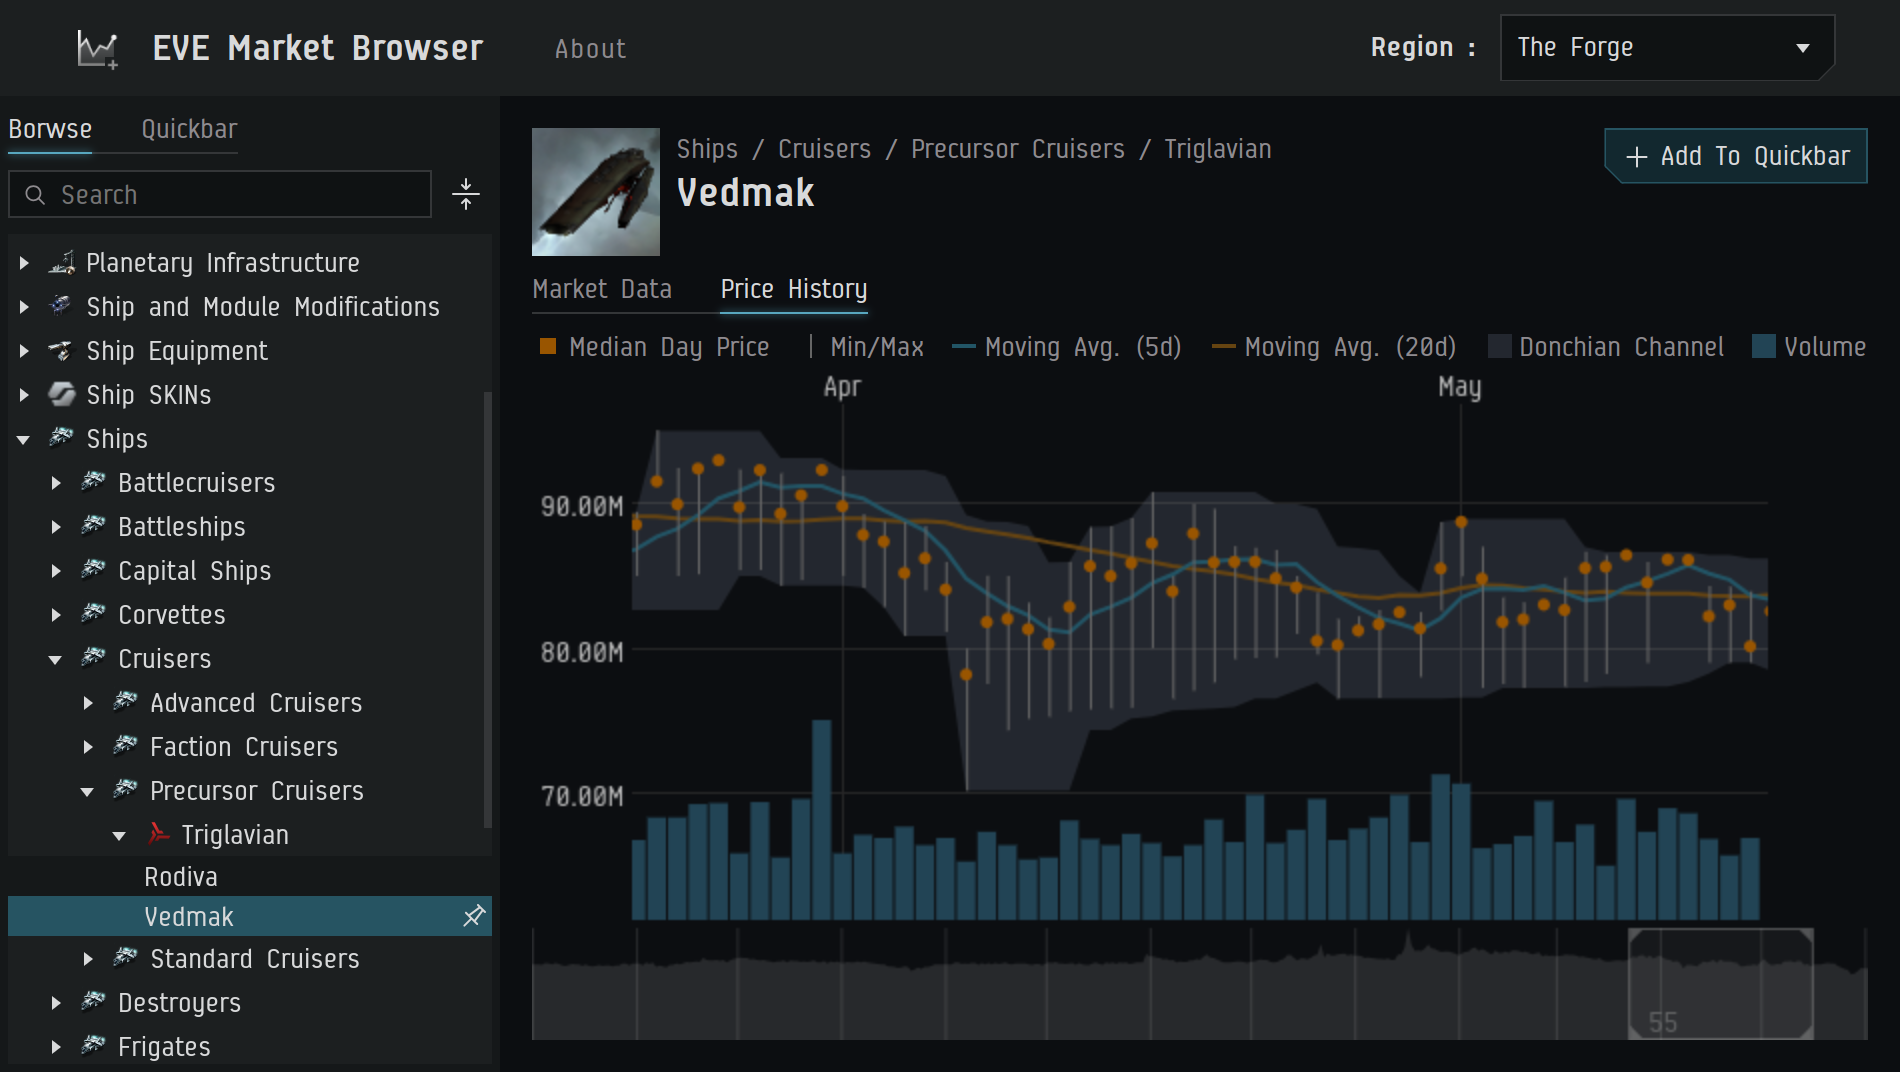 EVE Market Browser
About
Region :
The Forge
Borwse
Quickbar
Search
Planetary Infrastructure
Ship and Module Modifications
Ship Equipment
Ship SKINs
Ships
Battlecruisers
Battleships
Capital Ships
Corvettes
Cruisers
Advanced Cruisers
Faction Cruisers
Precursor Cruisers
Triglavian
Rodiva
Vedmak
Standard Cruisers
Destroyers
Frigates
Ships / Cruisers / Precursor Cruisers / Triglavian
Vedmak
Add To Quickbar
Market Data
Price History
Median Day Price
Min/Max
Moving Avg. (5d)
Moving Avg. (20d)
Donchian Channel
Volume
Apr
May
90.00M
80.00M
70.00M
55